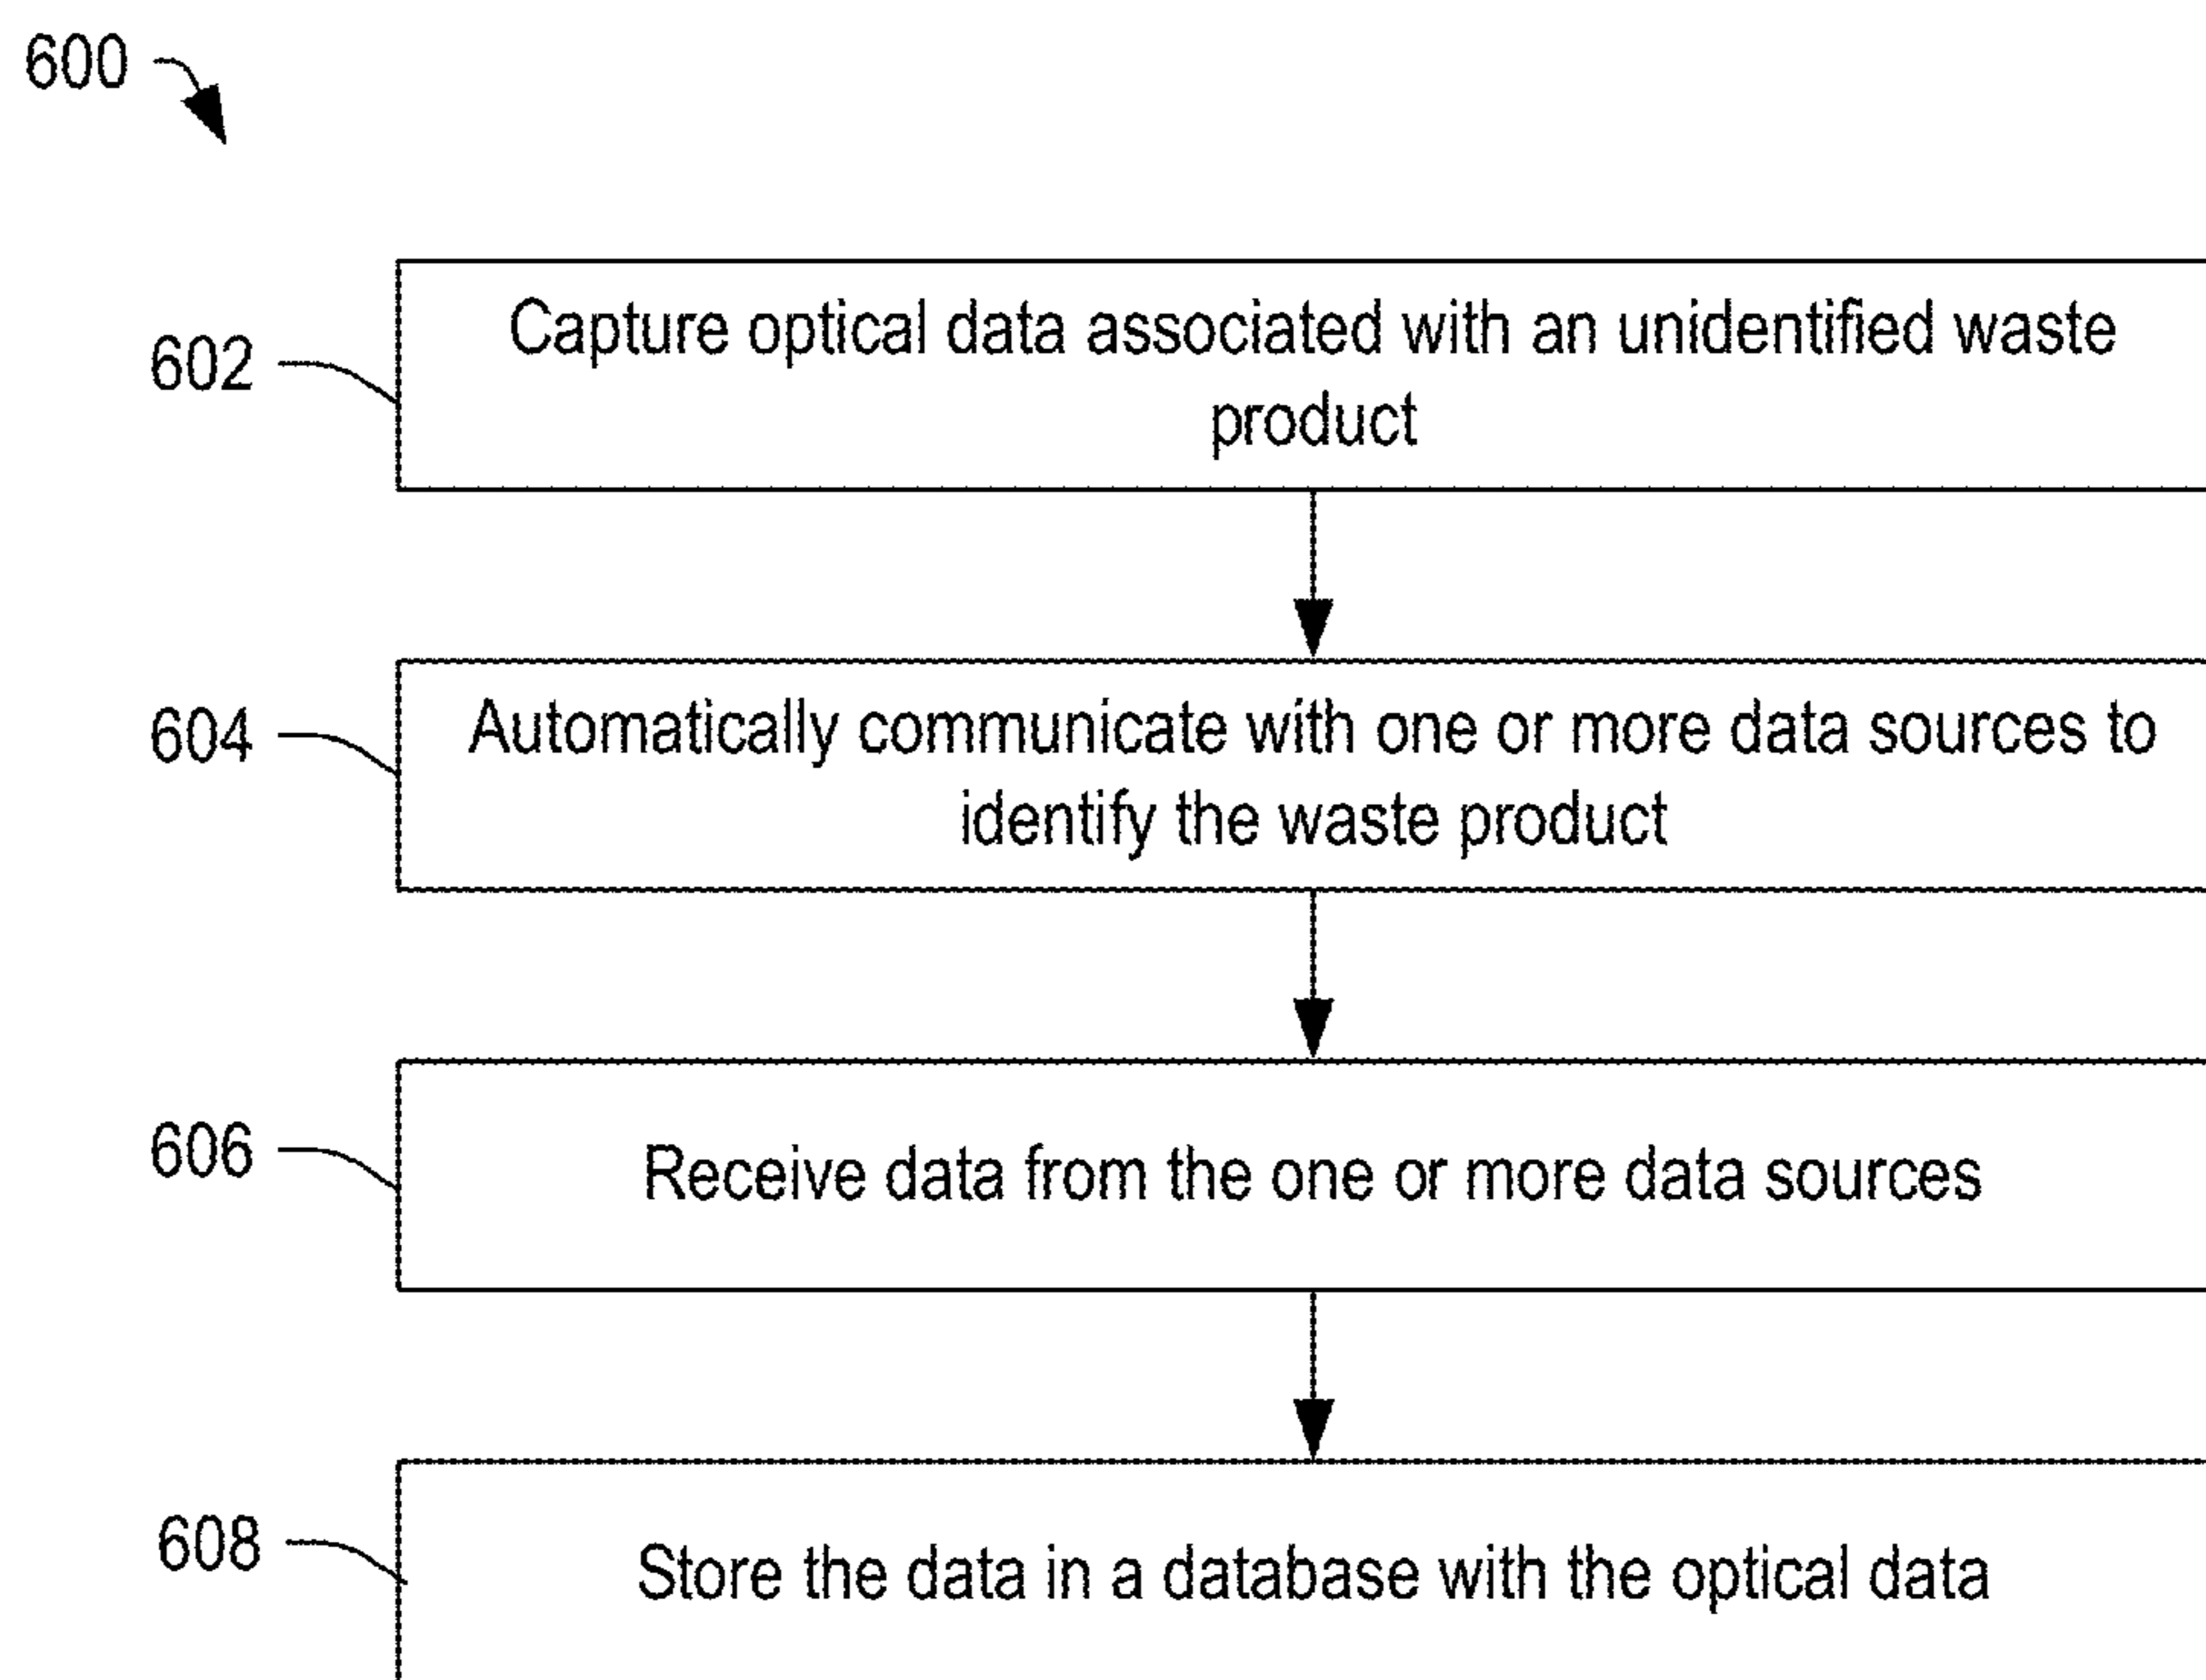 600
602
Capture optical data associated with an unidentified waste
product
604
Automatically communicate with one or more data sources to
identify the waste product
606
Receive data from the one or more data sources
608
Store the data in a database with the optical data